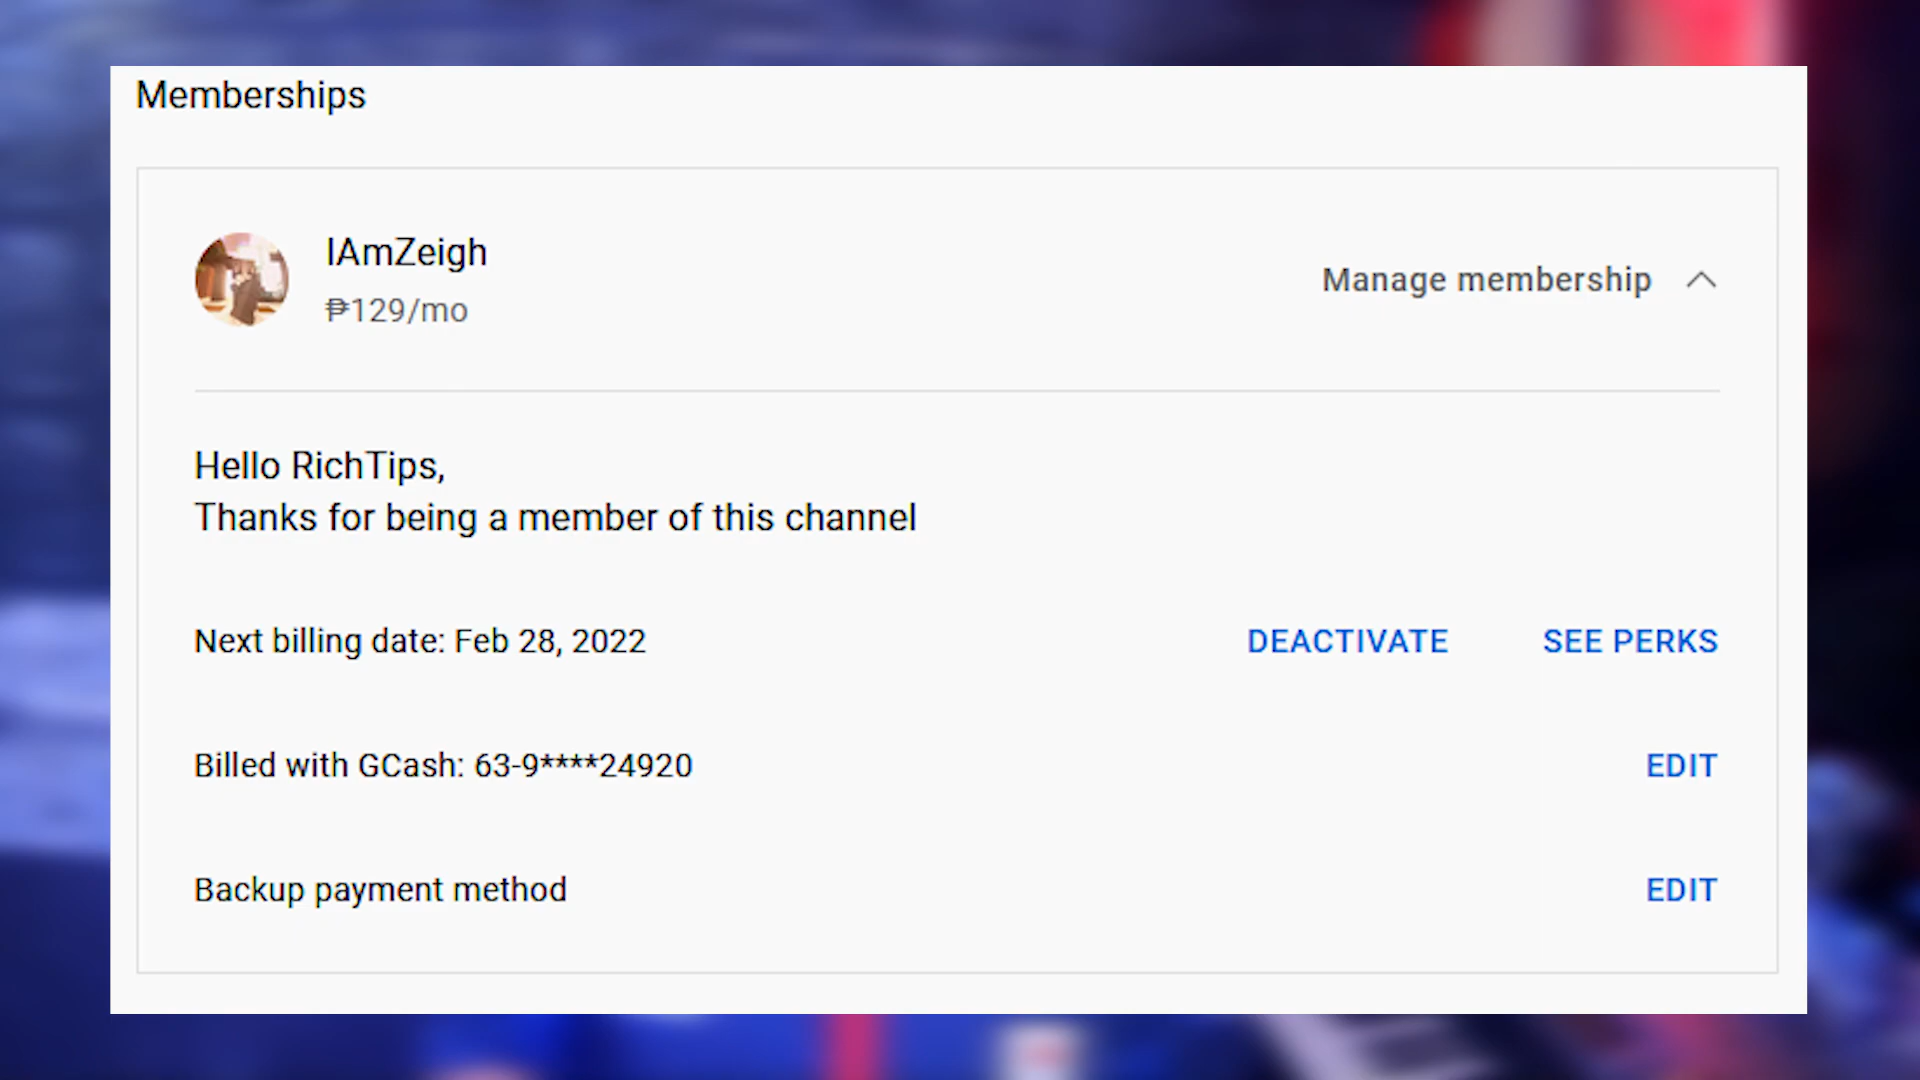 Memberships
IAmZeigh
₱129/mo
Manage membership
Hello RichTips,
Thanks for being a member of this channel
Next billing date: Feb 28, 2022
DEACTIVATE
SEE PERKS
Billed with GCash: 63-9****24920
EDIT
Backup payment method
EDIT